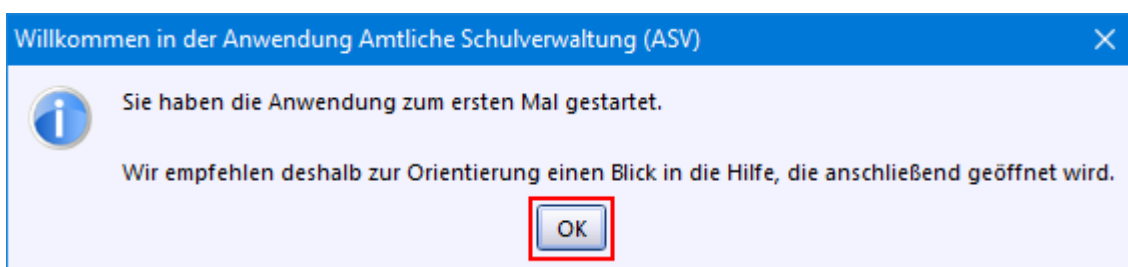 Willkommen in der Anwendung Amtliche Schulverwaltung (ASV)
Sie haben die Anwendung zum ersten Mal gestartet.
Wir empfehlen deshalb zur Orientierung einen Blick in die Hilfe, die anschließend geöffnet wird.
OK